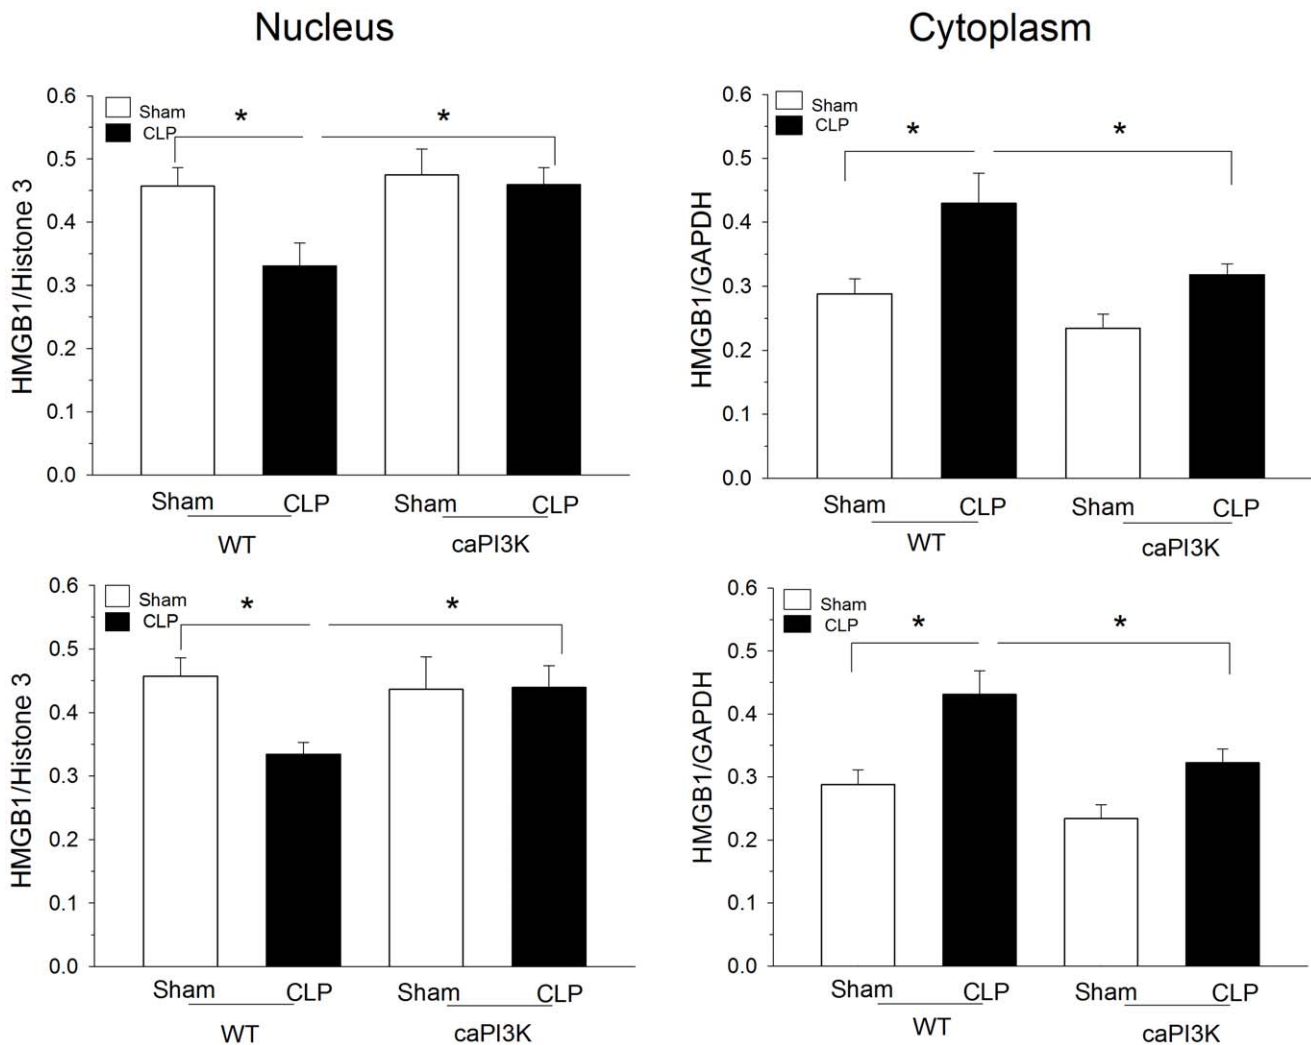 Nucleus
Cytoplasm
HMGB1/Histone 3
0.6
0.5
0.4
0.3
0.2
0.1
0.0
Sham
CLP
*
*
Sham CLP Sham CLP
WT caPI3K
HMGB1/GAPDH
0.6
0.5
0.4
0.3
0.2
0.1
0.0
Sham
CLP
*
*
Sham CLP Sham CLP
WT caPI3K
HMGB1/Histone 3
0.6
0.5
0.4
0.3
0.2
0.1
0.0
Sham
CLP
*
*
Sham CLP Sham CLP
WT caPI3K
HMGB1/GAPDH
0.6
0.5
0.4
0.3
0.2
0.1
0.0
Sham
CLP
*
*
Sham CLP Sham CLP
WT caPI3K